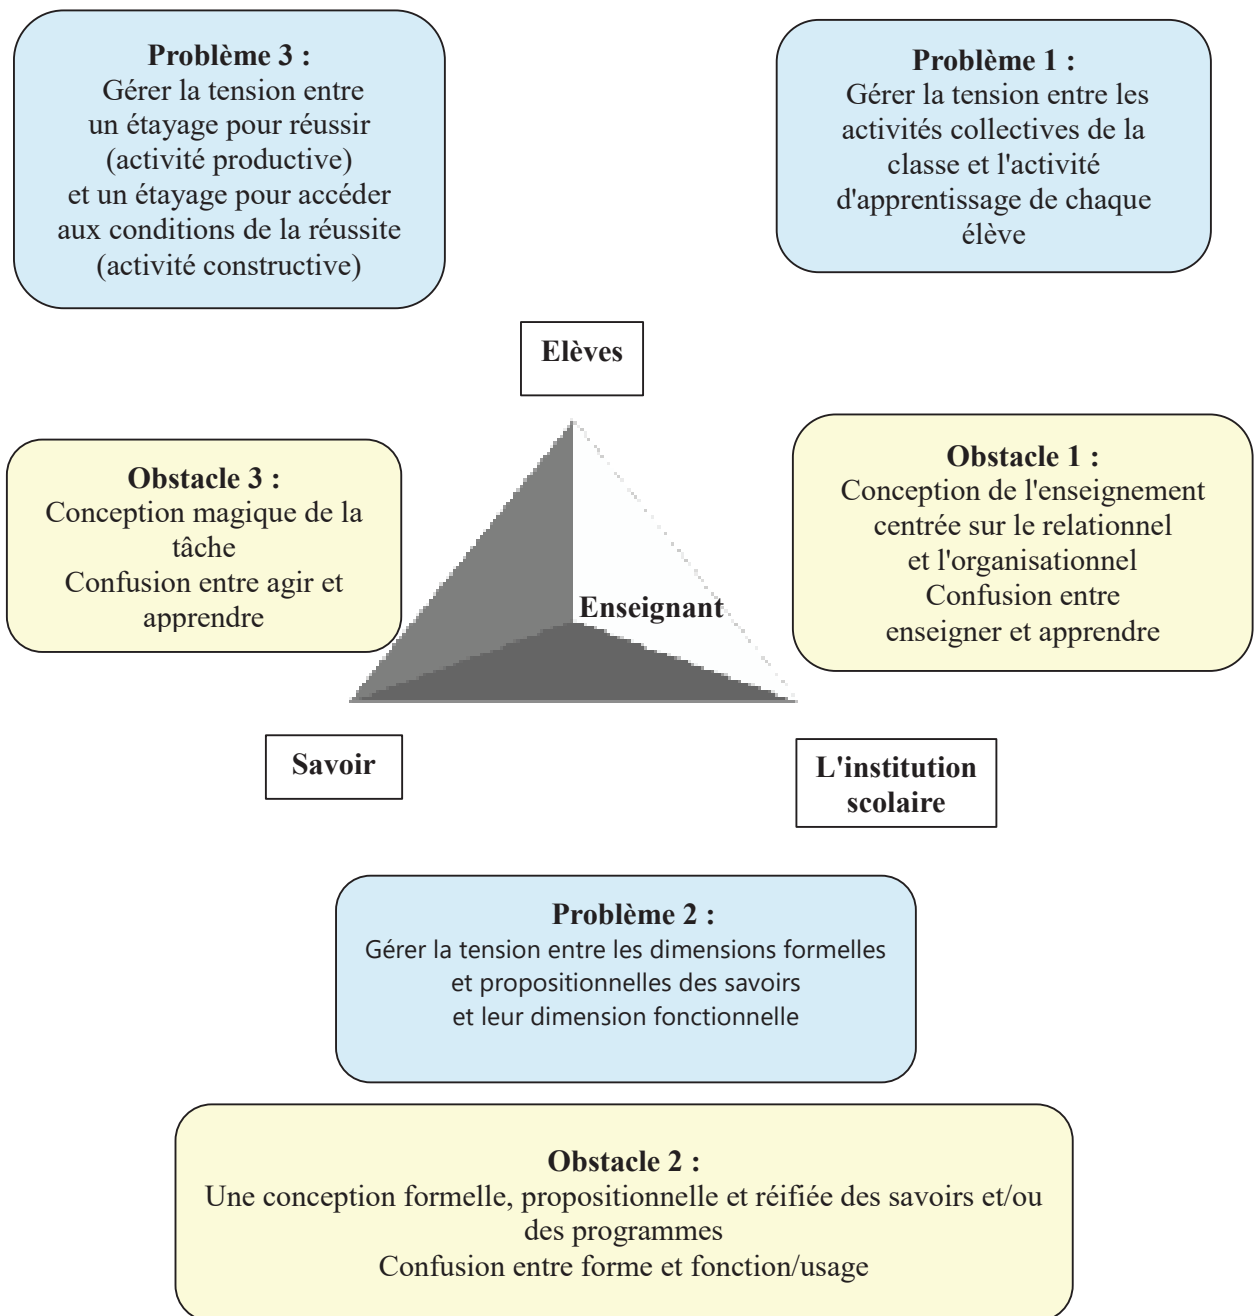 Problème 3 :
Gérer la tension entre
un étayage pour réussir
(activité productive)
et un étayage pour accéder
aux conditions de la réussite
(activité constructive)
Problème 1 :
Gérer la tension entre les
activités collectives de la
classe et l'activité
d'apprentissage de chaque
élève
Elèves
Obstacle 3 :
Conception magique de la
tâche
Confusion entre agir et
apprendre
Obstacle 1 :
Conception de l'enseignement
centrée sur le relationnel
et l'organisationnel
Confusion entre
enseigner et apprendre
Enseignant
Savoir
L'institution
scolaire
Problème 2 :
Gérer la tension entre les dimensions formelles
et propositionnelles des savoirs
et leur dimension fonctionnelle
Obstacle 2 :
Une conception formelle, propositionnelle et réifiée des savoirs et/ou
des programmes
Confusion entre forme et fonction/usage